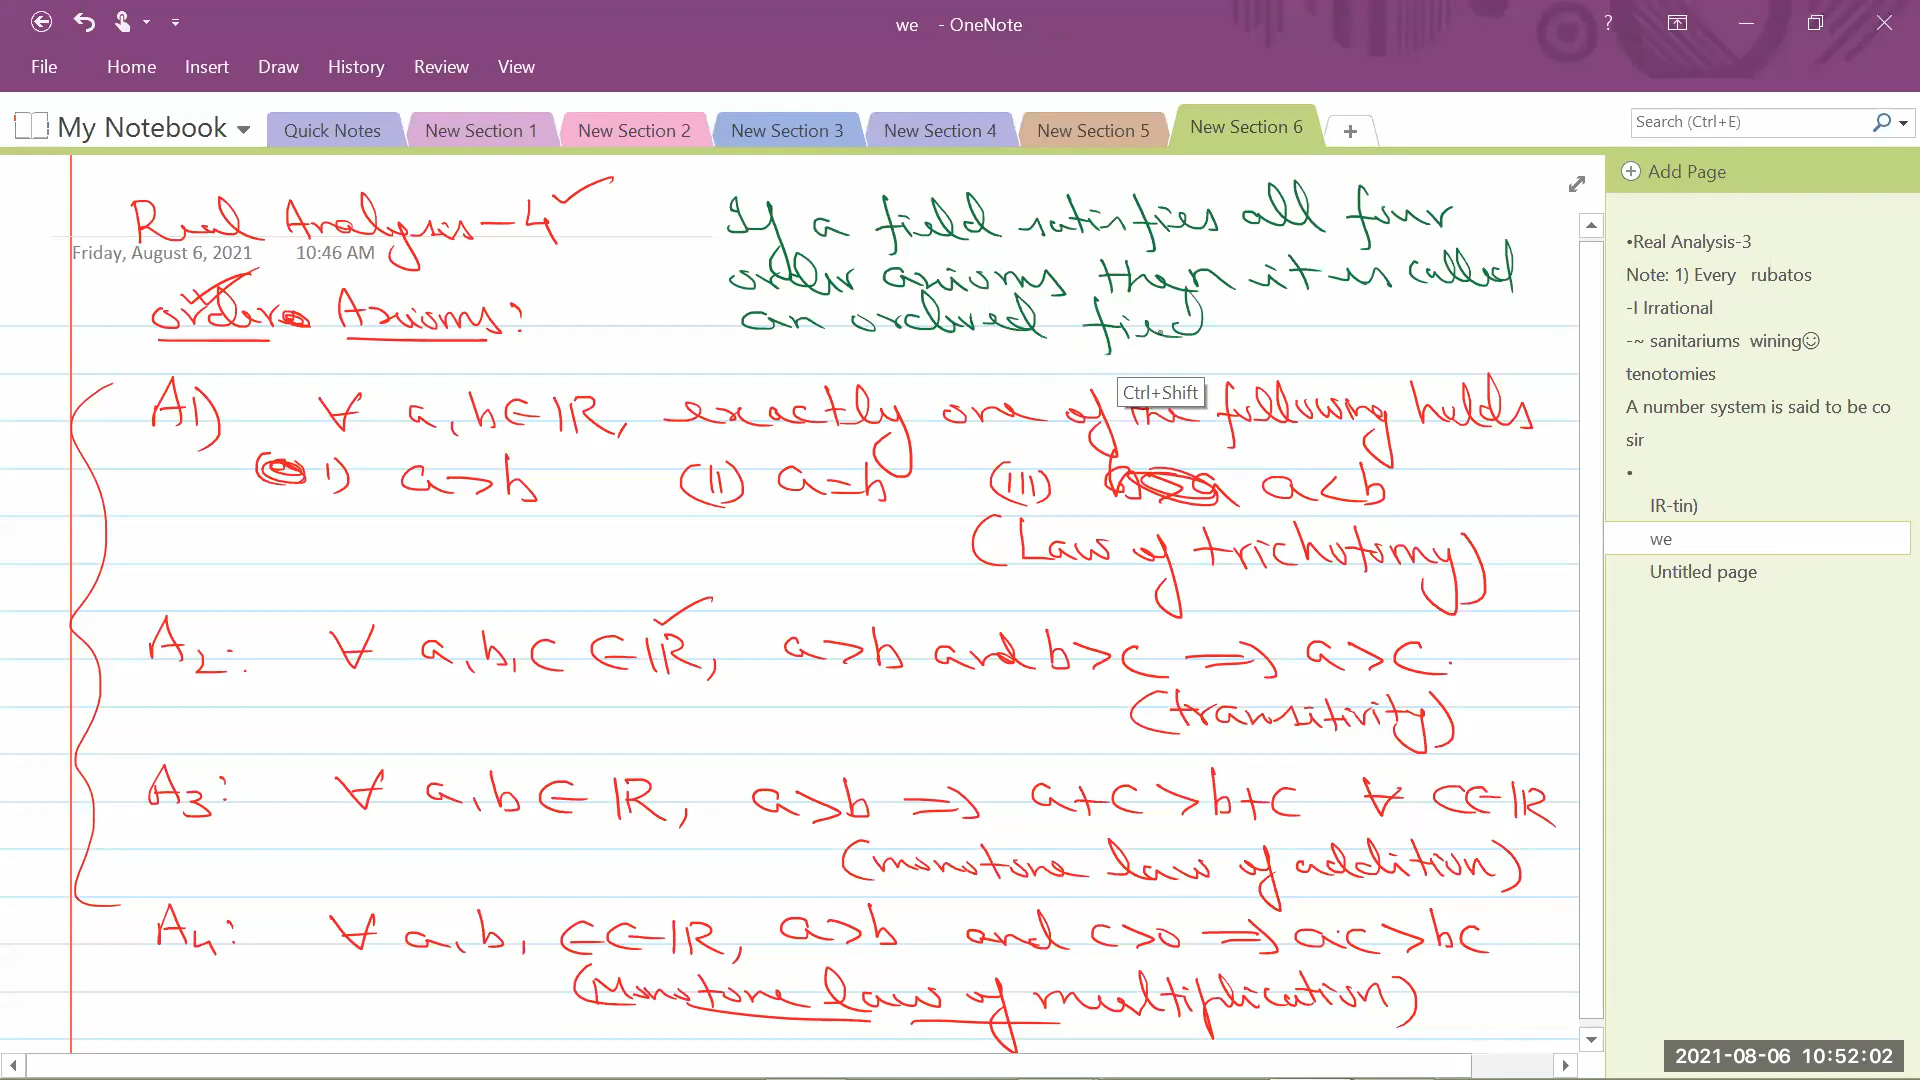 we - OneNote
?
File Home Insert Draw History Review View
My Notebook
Quick Notes New Section 1 New Section 2 New Section 3 New Section 4 New Section 5 New Section 6 +
Search (Ctrl+E)
Real Analysis-4
Friday, August 6, 2021 10:46 AM
order Axioms:
If a field satisfies all four
order axioms then it is called
an ordered field
A1) ∀ a, b ∈ IR, exactly one of the following holds
Ctrl+Shift
i) a>b (II) a=b (III) a<b
(Law of trichotomy)
A2: ∀ a, b, c ∈ IR, a>b and b>c ⟹ a>c.
(transitivity)
A3: ∀ a, b ∈ IR, a>b ⟹ a+c>b+c ∀ c∈IR
(monotone law of addition)
A4: ∀ a, b, c∈IR, a>b and c>0 ⟹ a.c>bc
(Monotone law of multiplication)
Add Page
•Real Analysis-3
Note: 1) Every rubatos
-I Irrational
-~ sanitariums wining☺
tenotomies
A number system is said to be co
sir
•
IR-tin)
we
Untitled page
2021-08-06 10:52:02